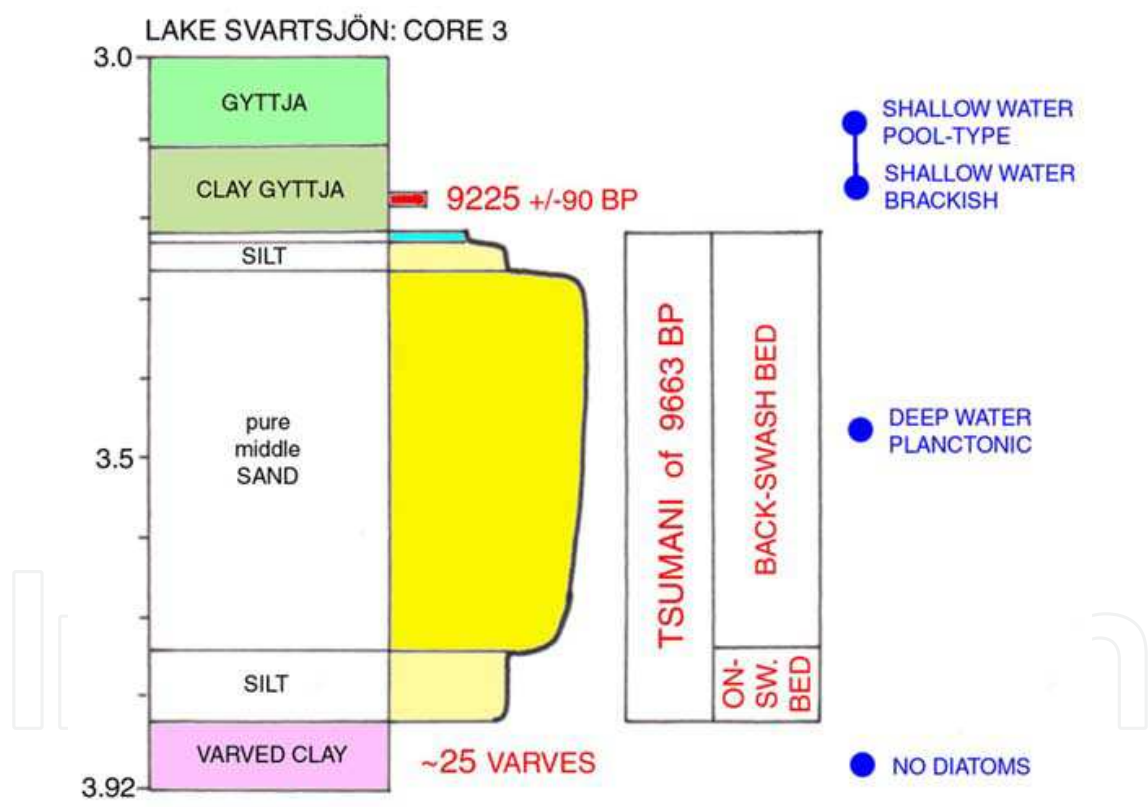 LAKE SVARTSJÖN: CORE 3
3.0
GYTTJA
SHALLOW WATER
POOL-TYPE
CLAY GYTTJA
9225 +/-90 BP
SHALLOW WATER
BRACKISH
SILT
pure
middle
SAND
3.5
TSUMANI of 9663 BP
BACK-SWASH BED
DEEP WATER
PLANCTONIC
SILT
ON-
SW.
BED
VARVED CLAY
~25 VARVES
NO DIATOMS
3.92